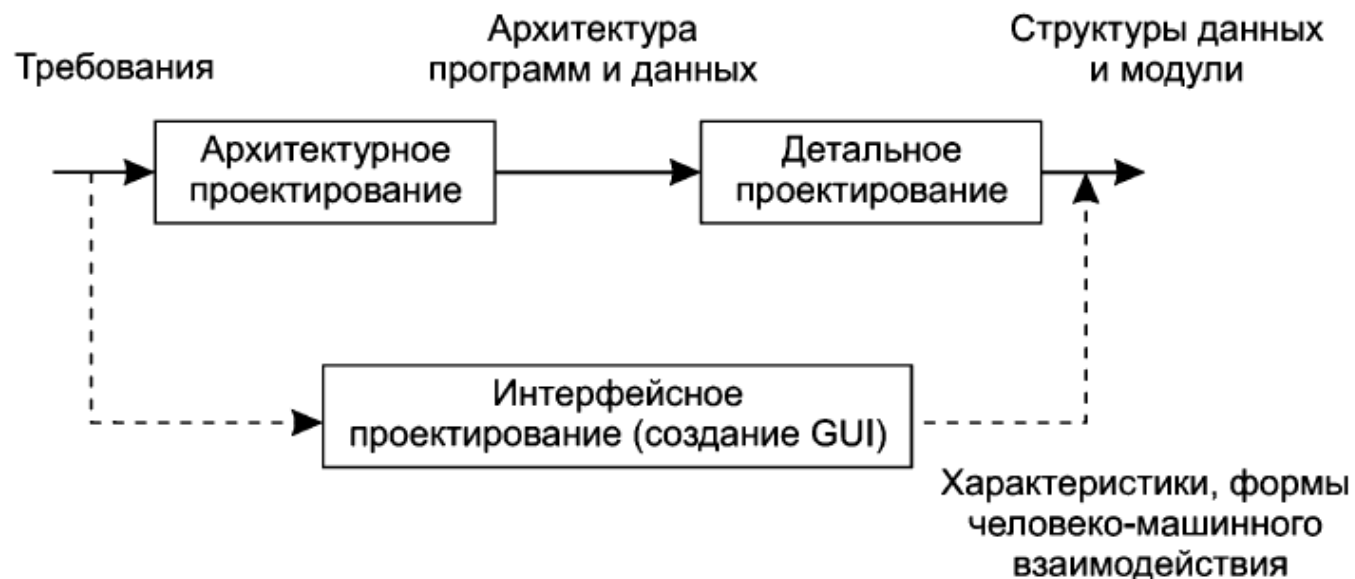 Требования
Архитектура
программ и данных
Структуры данных
и модули
Архитектурное
проектирование
Детальное
проектирование
Интерфейсное
проектирование (создание GUI)
Характеристики, формы
человеко-машинного
взаимодействия